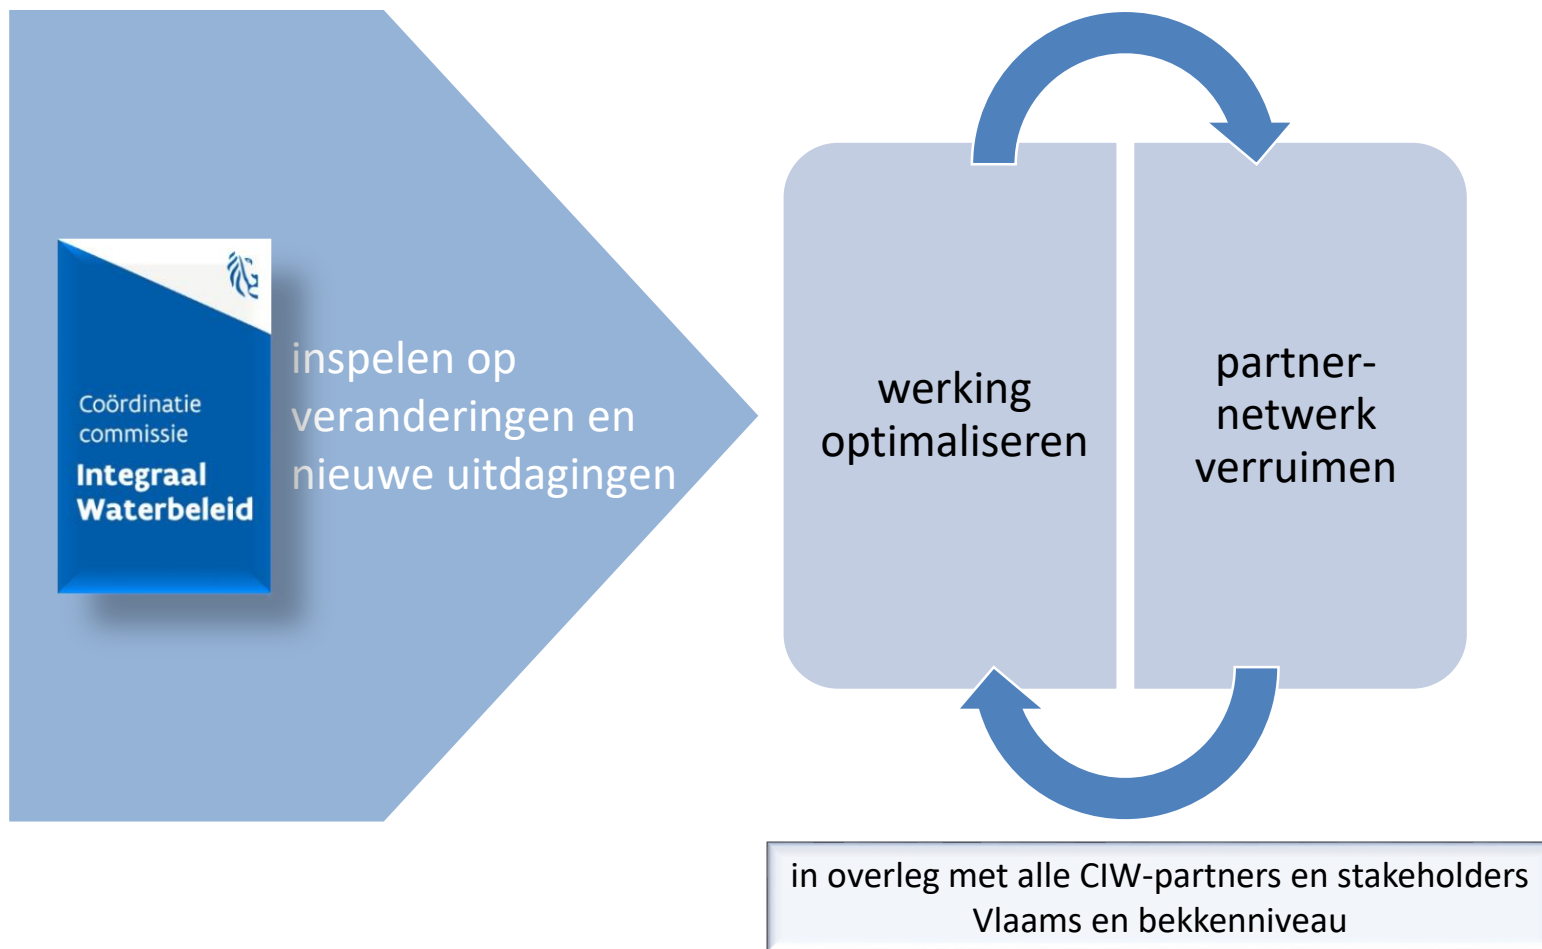 Coördinatie
commissie
Integraal
Waterbeleid
inspelen op
veranderingen en
nieuwe uitdagingen
werking
optimaliseren
partner-
netwerk
verruimen
in overleg met alle CIW-partners en stakeholders
Vlaams en bekkenniveau